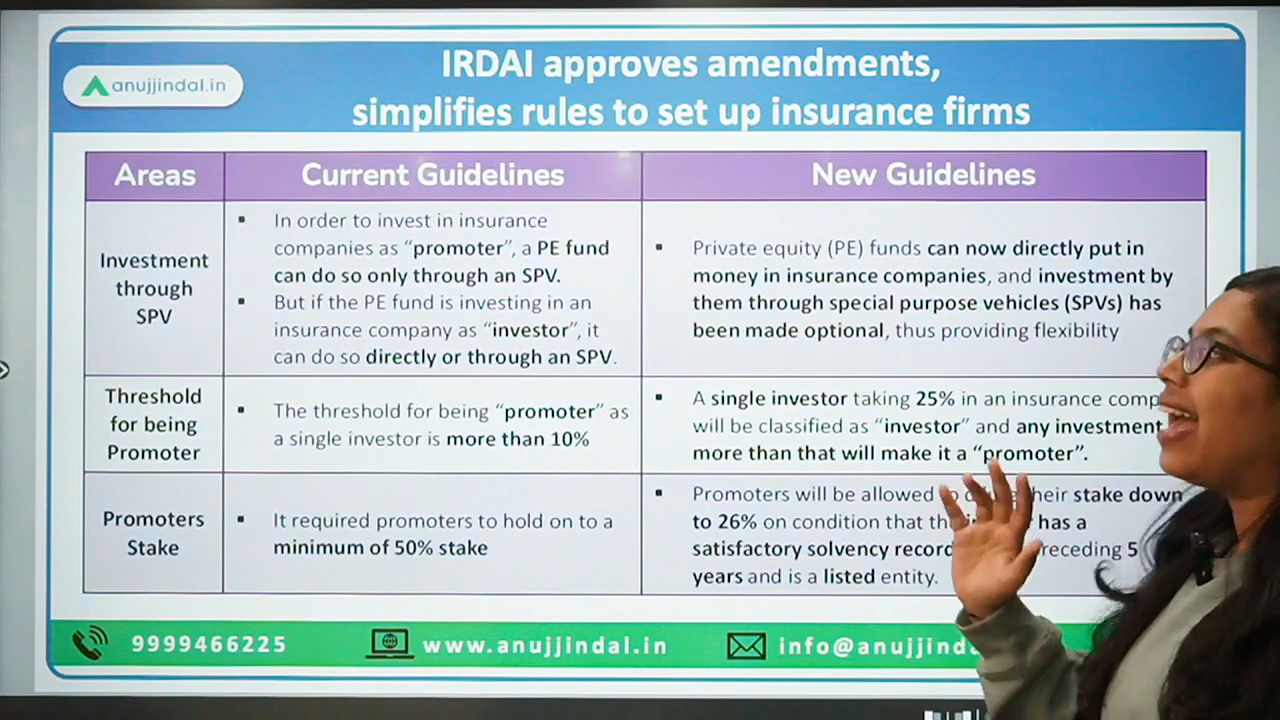 anujjindal.in
IRDAI approves amendments,
simplifies rules to set up insurance firms
Areas
Current Guidelines
New Guidelines
Investment
through
SPV
▪ In order to invest in insurance
companies as “promoter”, a PE fund
can do so only through an SPV.
▪ But if the PE fund is investing in an
insurance company as “investor”, it
can do so directly or through an SPV.
▪ Private equity (PE) funds can now directly put in
money in insurance companies, and investment by
them through special purpose vehicles (SPVs) has
been made optional, thus providing flexibility
Threshold
for being
Promoter
▪ The threshold for being “promoter” as
a single investor is more than 10%
▪ A single investor taking 25% in an insurance comp
will be classified as “investor” and any investment
more than that will make it a “promoter”.
Promoters
Stake
▪ It required promoters to hold on to a
minimum of 50% stake
▪ Promoters will be allowed their stake down
to 26% on condition that has a
satisfactory solvency record 5
years and is a listed entity.
9999466225
www.anujjindal.in
info@anujjinda